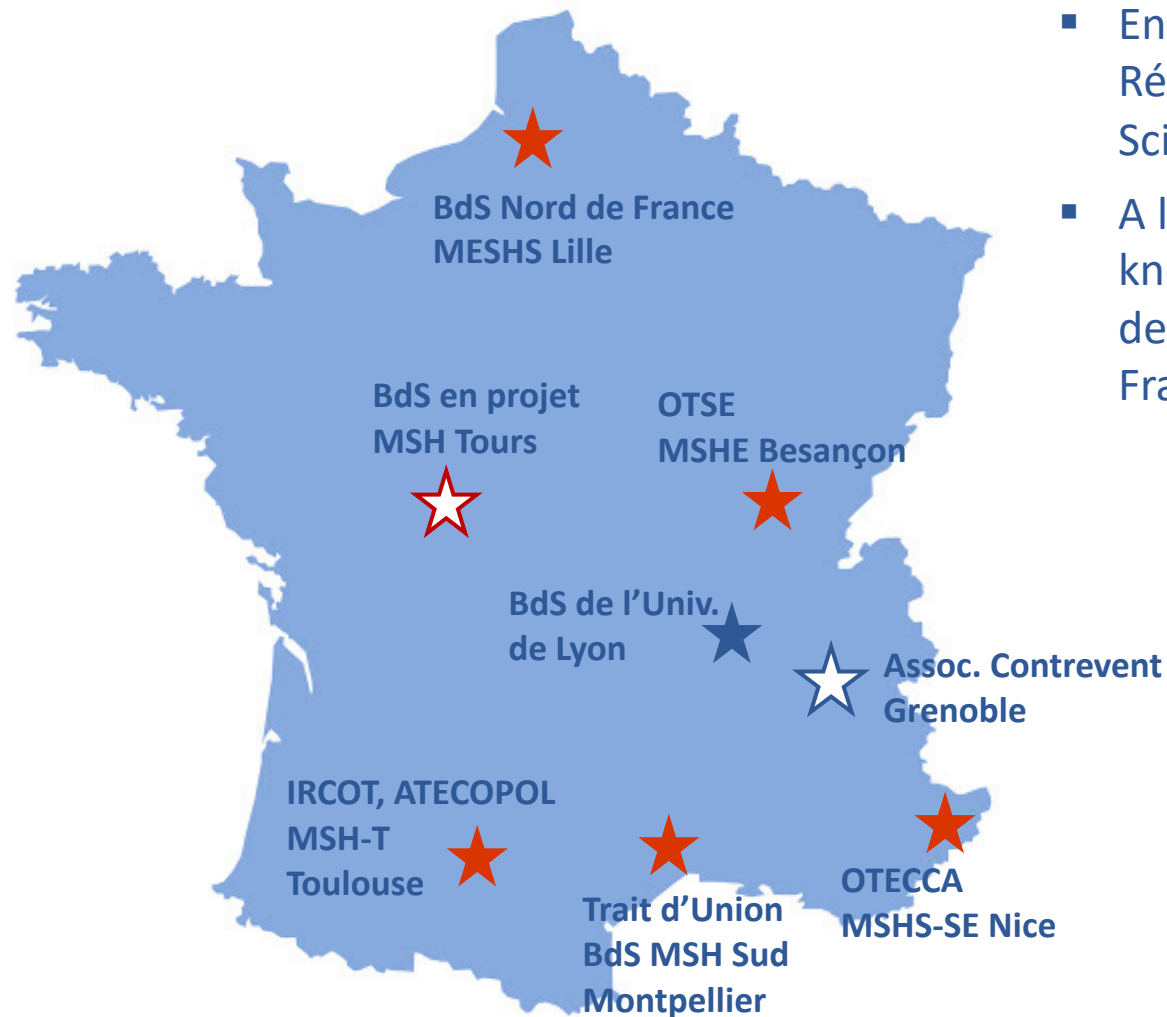 ▪ En
Ré
Sci
▪ A l
kn
de
Fra
BdS Nord de France
MESHS Lille
BdS en projet
MSH Tours
OTSE
MSHE Besançon
BdS de l’Univ.
de Lyon
Assoc. Contrevent
Grenoble
IRCOT, ATECOPOL
MSH-T
Toulouse
Trait d’Union
BdS MSH Sud
Montpellier
OTECCA
MSHS-SE Nice